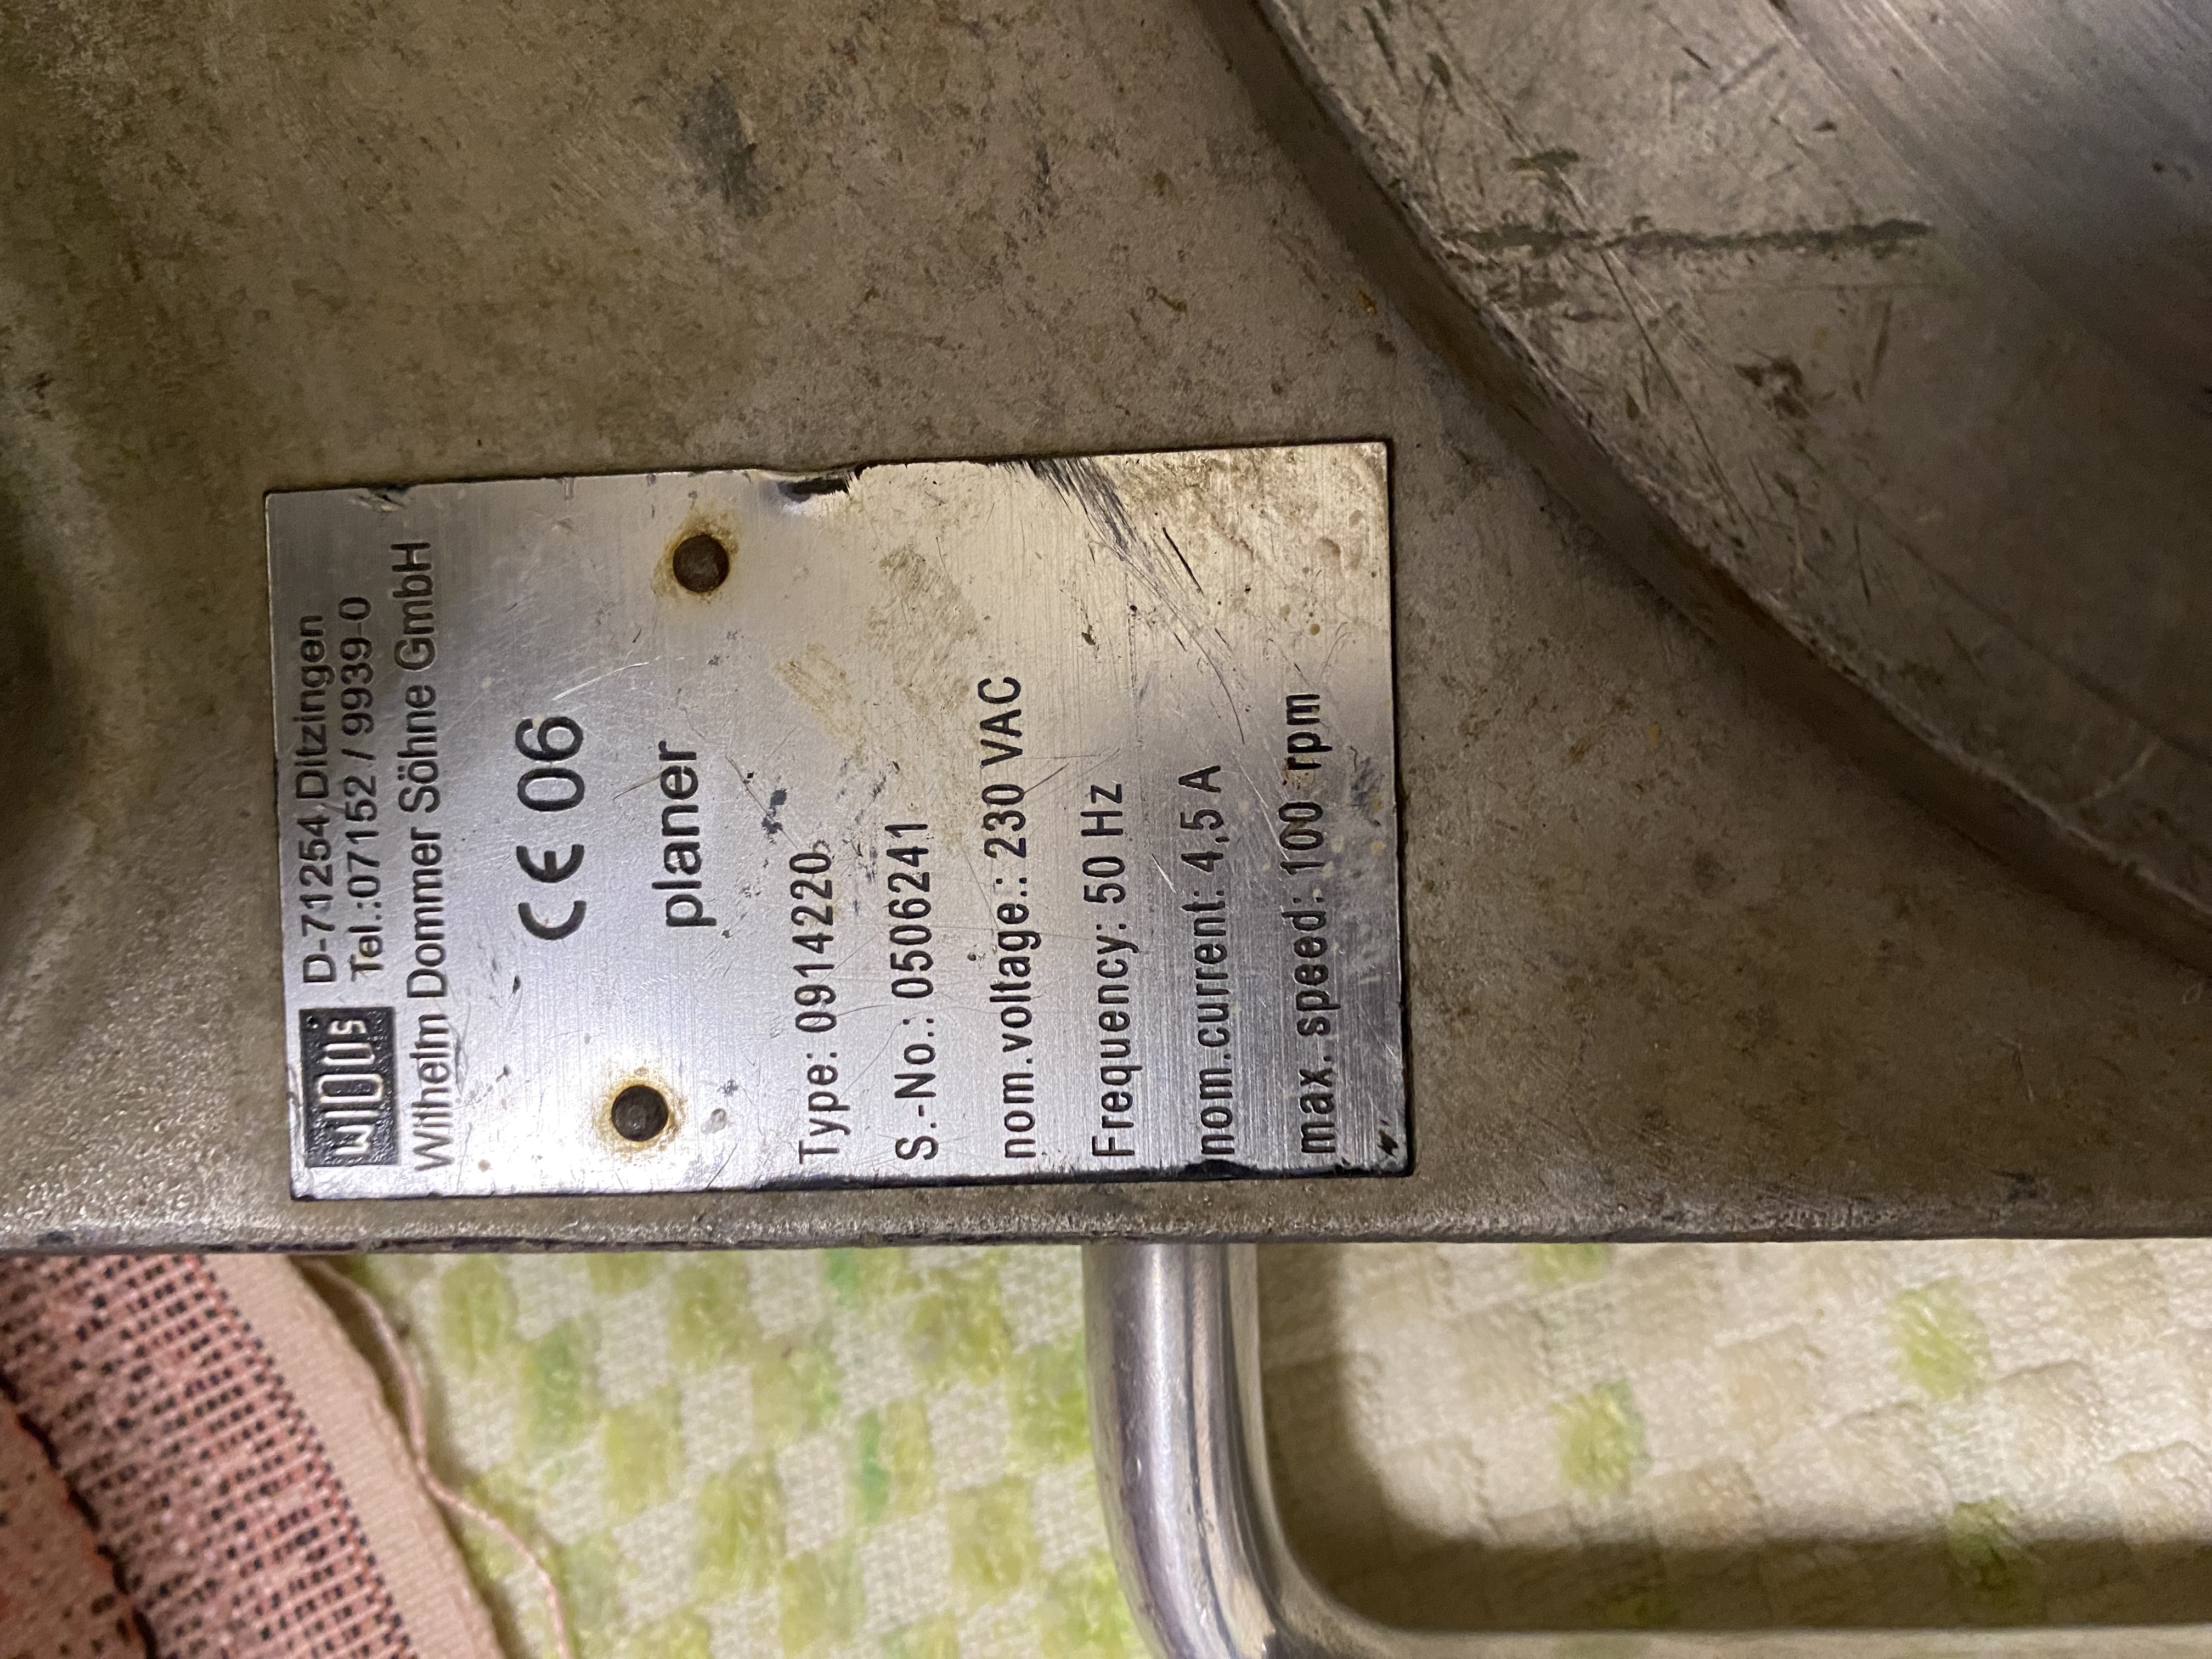 WIDOS D-71254 Ditzingen
Tel.:07152 / 9939-0
Wilhelm Dommer Söhne GmbH
CE 06
planer
Type: 0914220
S.-No.: 0506241
nom.voltage.: 230 VAC
Frequency: 50 Hz
nom.current: 4,5 A
max. speed: 100 rpm